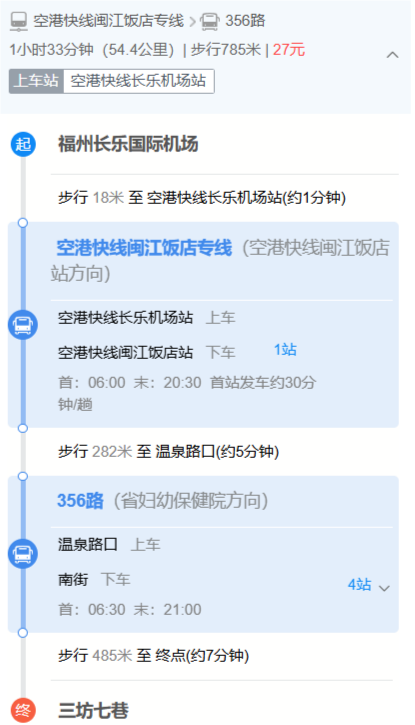 空港快线闽江饭店专线 > 356路
1小时33分钟（54.4公里）| 步行785米 | 27元
上车站 空港快线长乐机场站
起 福州长乐国际机场
步行 18米 至 空港快线长乐机场站(约1分钟)
空港快线闽江饭店专线（空港快线闽江饭店
站方向）
空港快线长乐机场站 上车
空港快线闽江饭店站 下车 1站
首：06:00 末：20:30 首站发车约30分
钟/趟
步行 282米 至 温泉路口(约5分钟)
356路（省妇幼保健院方向）
温泉路口 上车
南街 下车 4站
首：06:30 末：21:00
步行 485米 至 终点(约7分钟)
终 三坊七巷